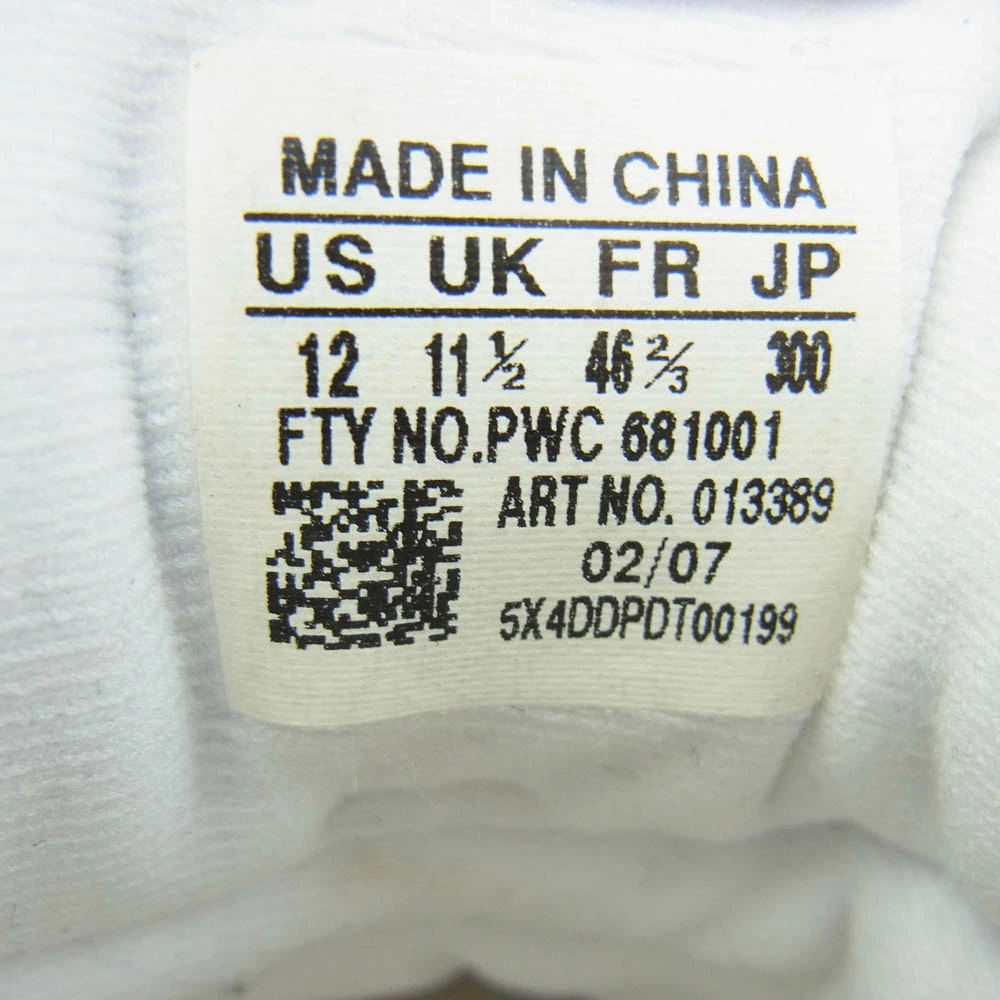 MADE IN CHINA
US UK FR JP
12 11½ 46⅔ 300
FTY NO.PWC 681001
ART NO. 013389
02/07
5X4DDPDT00199